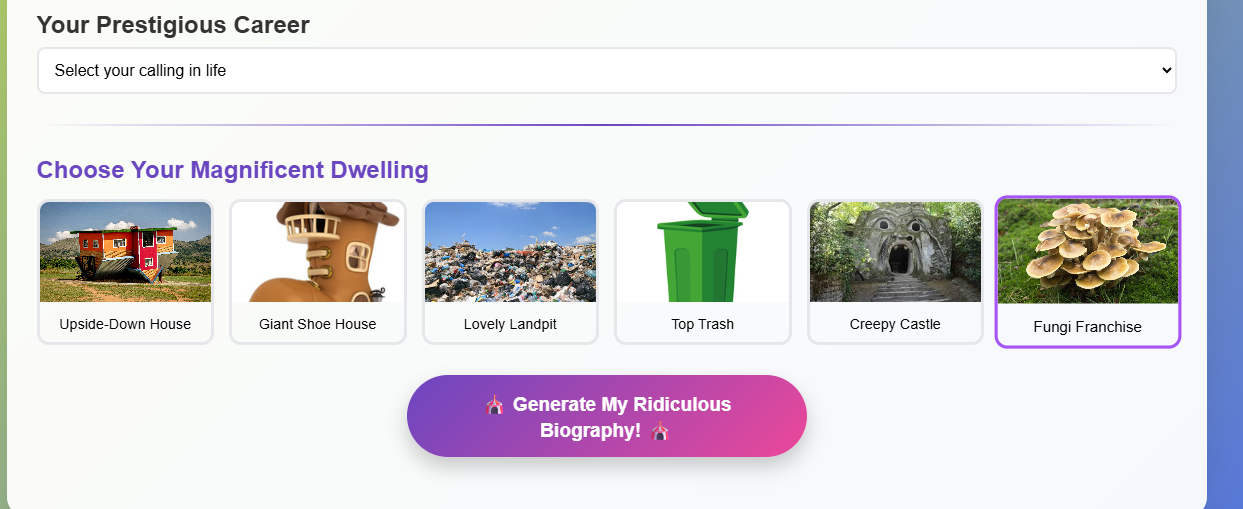 Your Prestigious Career
Select your calling in life
Choose Your Magnificent Dwelling
Upside-Down House
Giant Shoe House
Lovely Landpit
Top Trash
Creepy Castle
Fungi Franchise
Generate My Ridiculous
Biography!